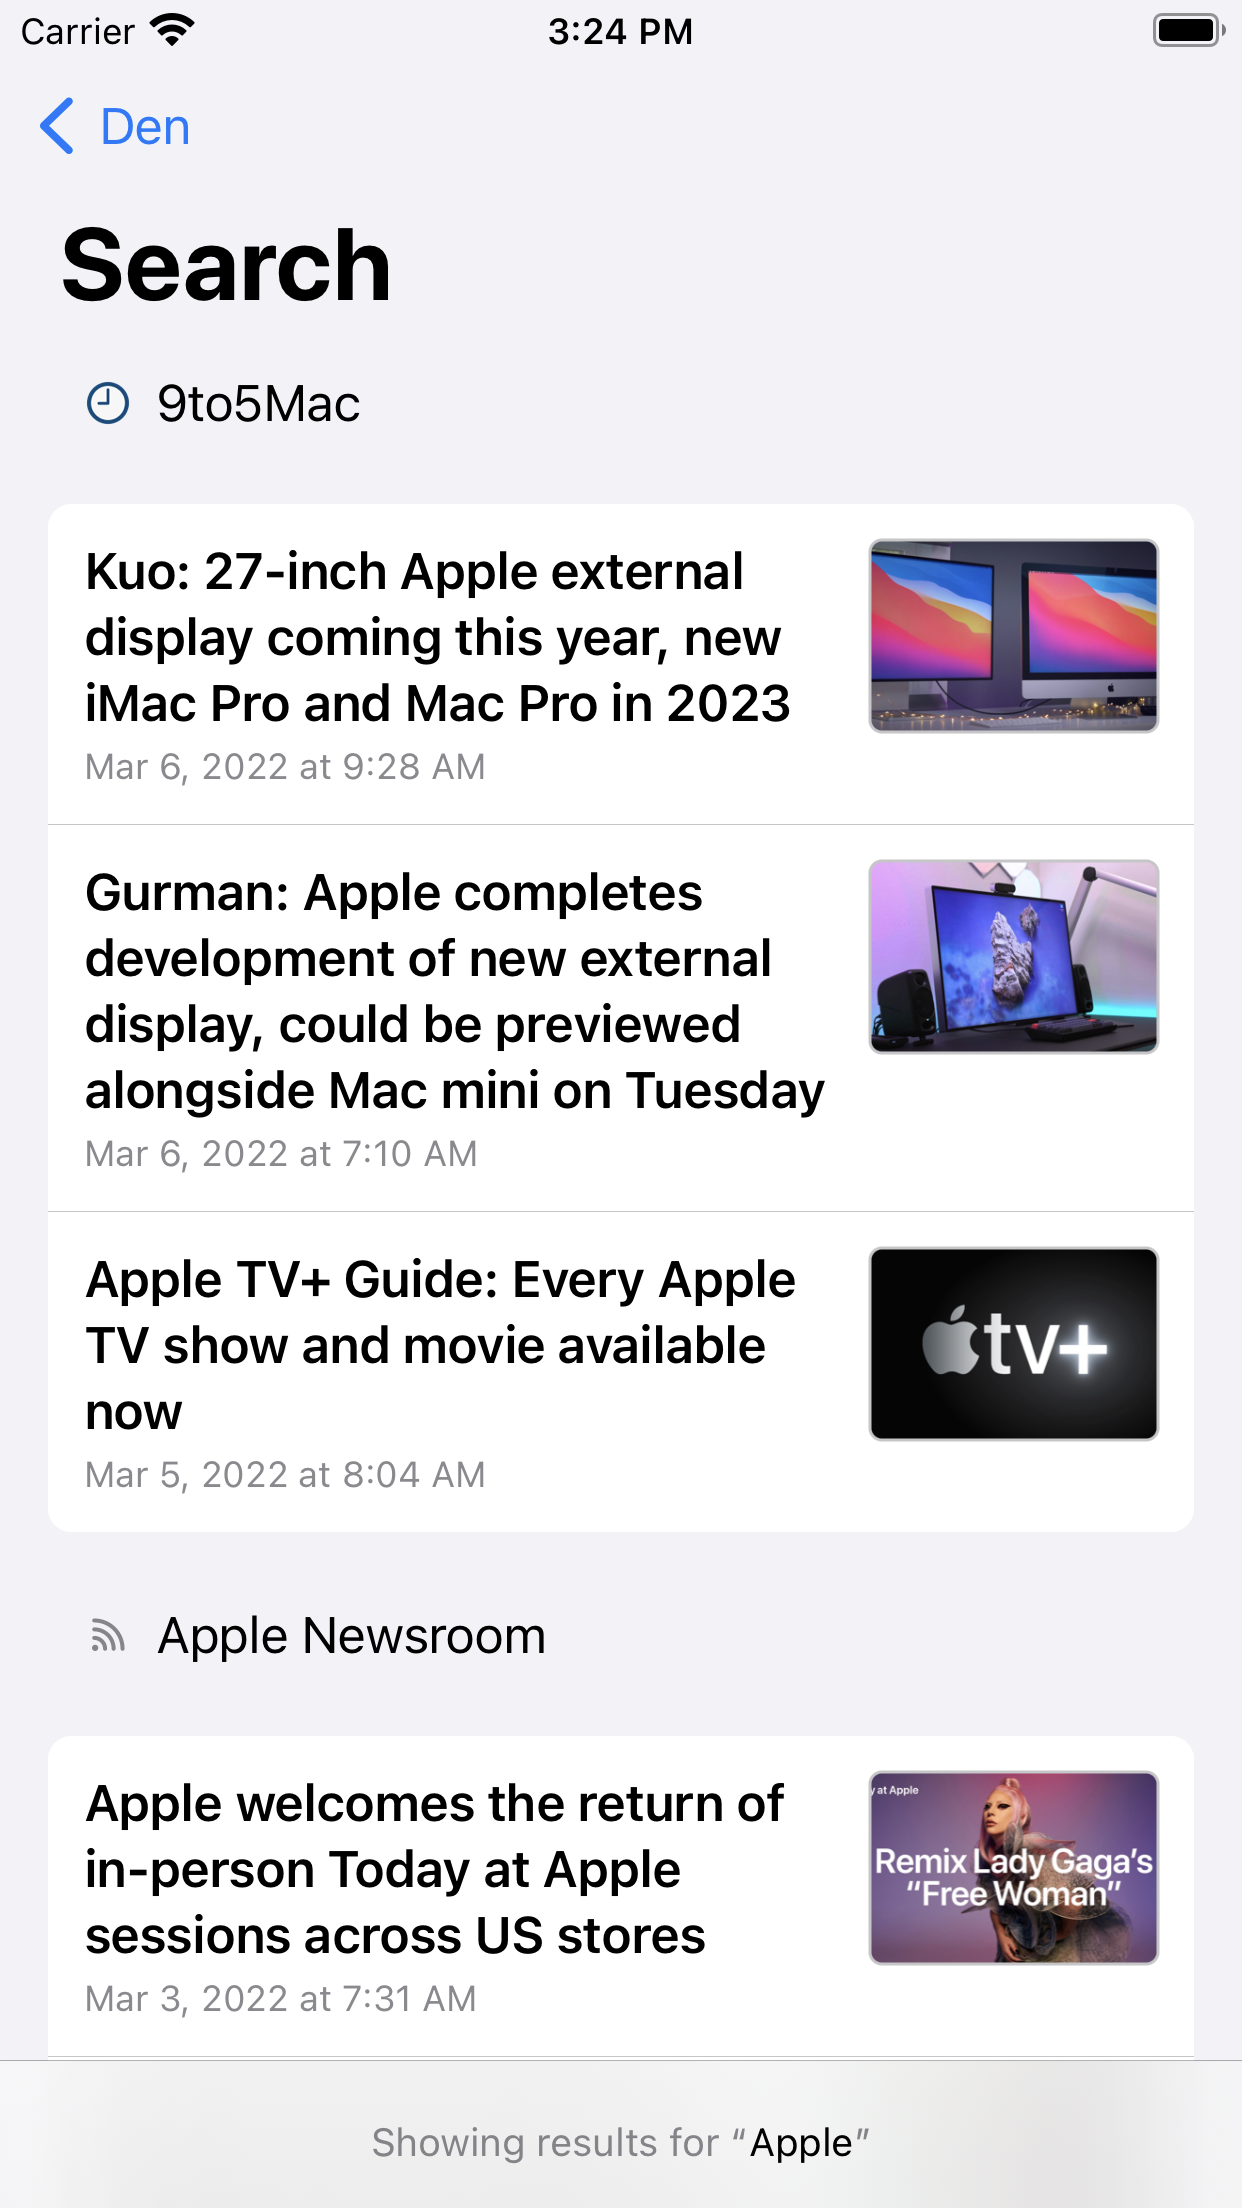 Carrier
3:24 PM
Den
Search
9to5Mac
Kuo: 27-inch Apple external
display coming this year, new
iMac Pro and Mac Pro in 2023
Mar 6, 2022 at 9:28 AM
Gurman: Apple completes
development of new external
display, could be previewed
alongside Mac mini on Tuesday
Mar 6, 2022 at 7:10 AM
Apple TV+ Guide: Every Apple
TV show and movie available
now
Mar 5, 2022 at 8:04 AM
tv+
Apple Newsroom
Apple welcomes the return of
in-person Today at Apple
sessions across US stores
Mar 3, 2022 at 7:31 AM
y at Apple
Remix Lady Gaga’s
“Free Woman”
Showing results for “Apple”